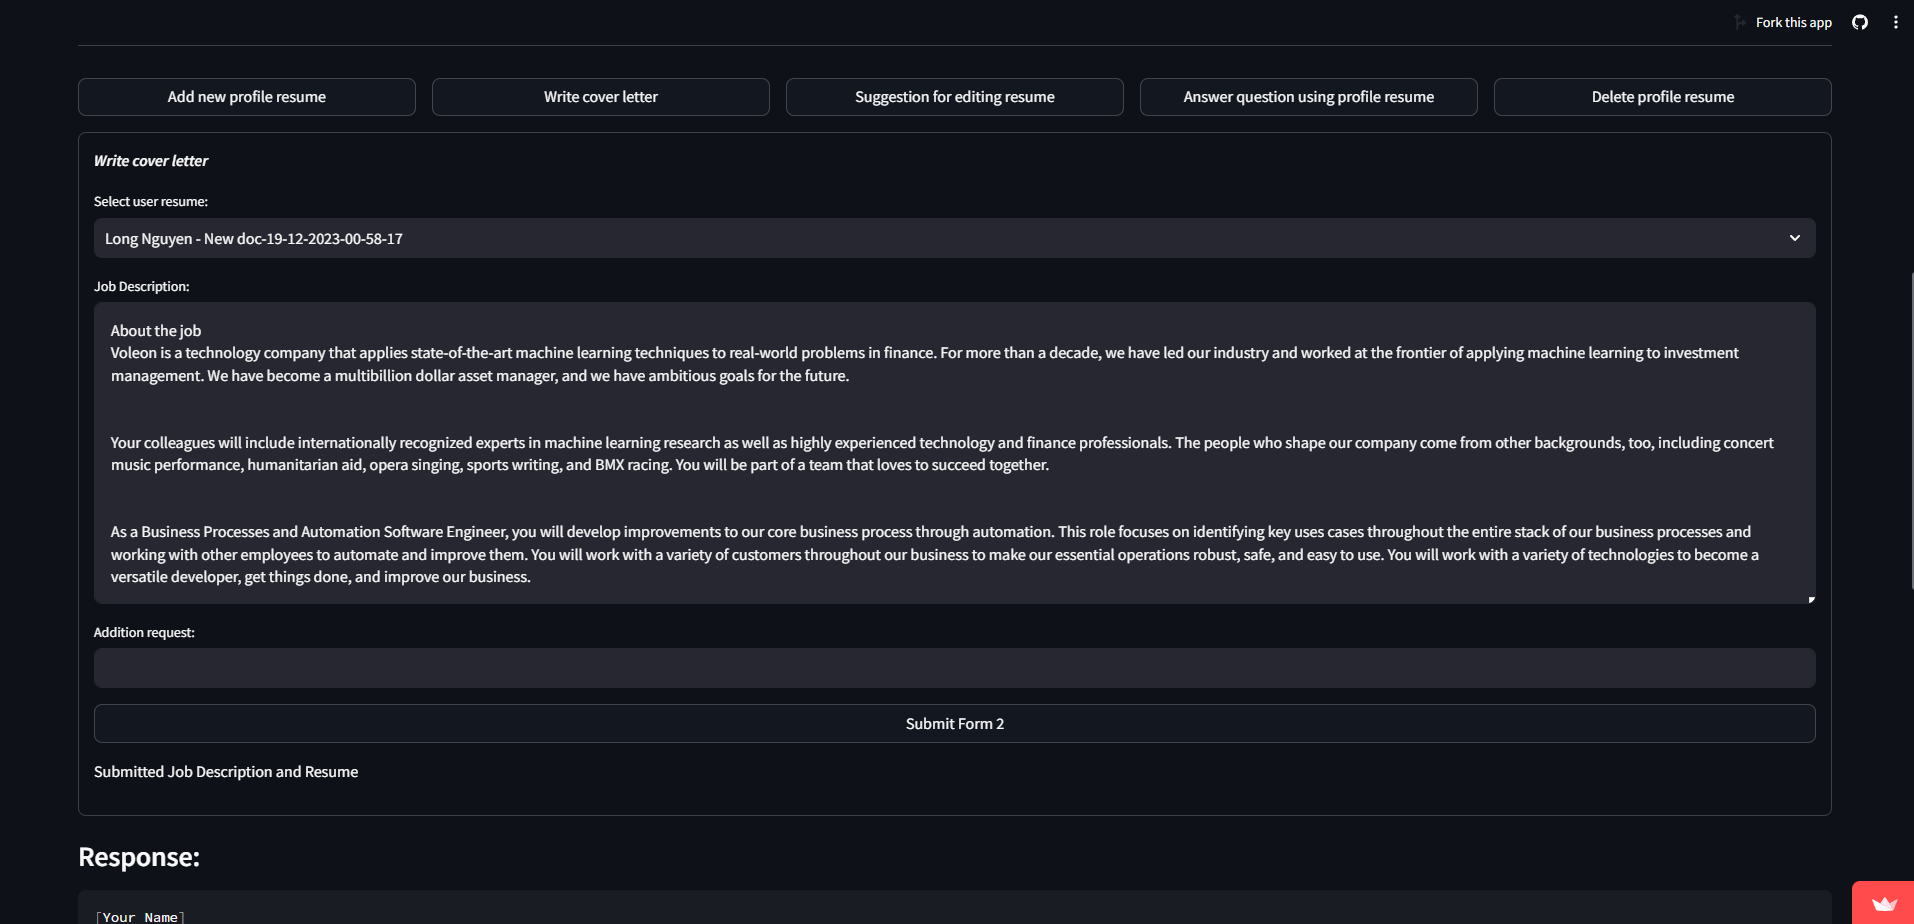 Fork this app
Add new profile resume
Write cover letter
Suggestion for editing resume
Answer question using profile resume
Delete profile resume
Write cover letter
Select user resume:
Long Nguyen - New doc-19-12-2023-00-58-17
Job Description:
About the job
Voleon is a technology company that applies state-of-the-art machine learning techniques to real-world problems in finance. For more than a decade, we have led our industry and worked at the frontier of applying machine learning to investment
management. We have become a multibillion dollar asset manager, and we have ambitious goals for the future.
Your colleagues will include internationally recognized experts in machine learning research as well as highly experienced technology and finance professionals. The people who shape our company come from other backgrounds, too, including concert
music performance, humanitarian aid, opera singing, sports writing, and BMX racing. You will be part of a team that loves to succeed together.
As a Business Processes and Automation Software Engineer, you will develop improvements to our core business process through automation. This role focuses on identifying key uses cases throughout the entire stack of our business processes and
working with other employees to automate and improve them. You will work with a variety of customers throughout our business to make our essential operations robust, safe, and easy to use. You will work with a variety of technologies to become a
versatile developer, get things done, and improve our business.
Addition request:
Submit Form 2
Submitted Job Description and Resume
Response:
[Your Name]